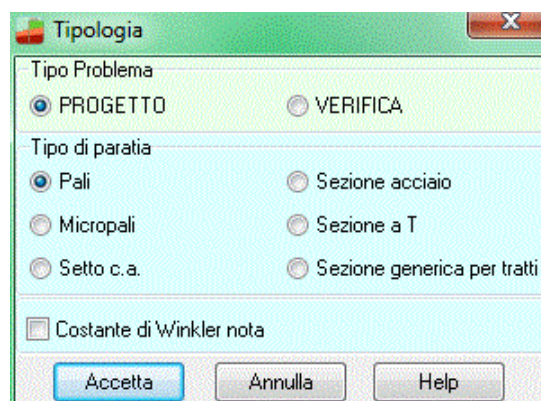 Tipologia
Tipo Problema
PROGETTO VERIFICA
Tipo di paratia
Pali Sezione acciaio
Micropali Sezione a T
Setto c.a. Sezione generica per tratti
Costante di Winkler nota
Accetta Annulla Help